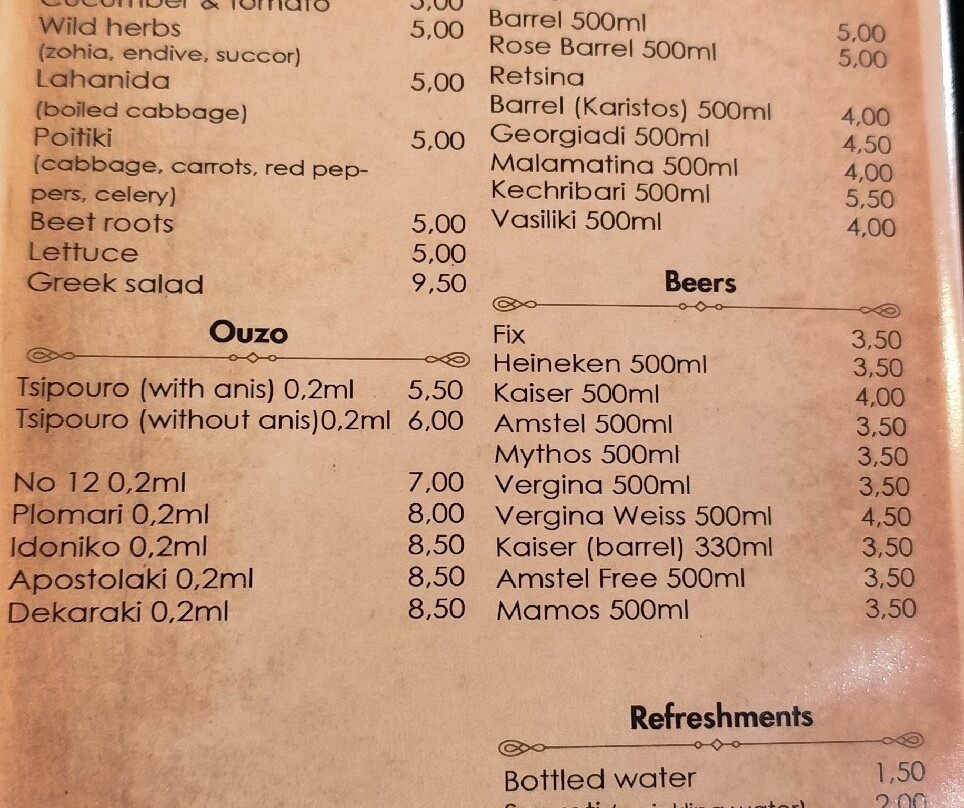 Cucumber & Tomato 5,00
Wild herbs 5,00
(zohia, endive, succor)
Lahanida 5,00
(boiled cabbage)
Poitiki 5,00
(cabbage, carrots, red pep-
pers, celery)
Beet roots 5,00
Lettuce 5,00
Greek salad 9,50
Ouzo
Tsipouro (with anis) 0,2ml 5,50
Tsipouro (without anis)0,2ml 6,00
No 12 0,2ml 7,00
Plomari 0,2ml 8,00
Idoniko 0,2ml 8,50
Apostolaki 0,2ml 8,50
Dekaraki 0,2ml 8,50
Barrel 500ml 5,00
Rose Barrel 500ml 5,00
Retsina
Barrel (Karistos) 500ml 4,00
Georgiadi 500ml 4,50
Malamatina 500ml 4,00
Kechribari 500ml 5,50
Vasiliki 500ml 4,00
Beers
Fix 3,50
Heineken 500ml 3,50
Kaiser 500ml 4,00
Amstel 500ml 3,50
Mythos 500ml 3,50
Vergina 500ml 3,50
Vergina Weiss 500ml 4,50
Kaiser (barrel) 330ml 3,50
Amstel Free 500ml 3,50
Mamos 500ml 3,50
Refreshments
Bottled water 1,50
2,00